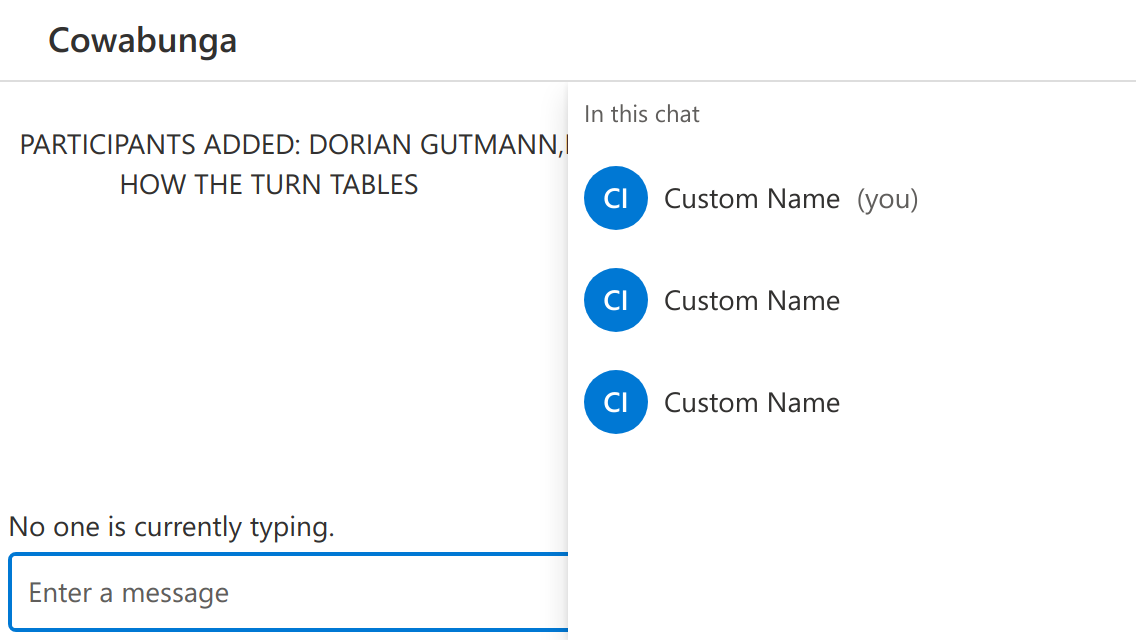 Cowabunga
PARTICIPANTS ADDED: DORIAN GUTMANN,
HOW THE TURN TABLES
No one is currently typing.
Enter a message
In this chat
CI Custom Name (you)
CI Custom Name
CI Custom Name